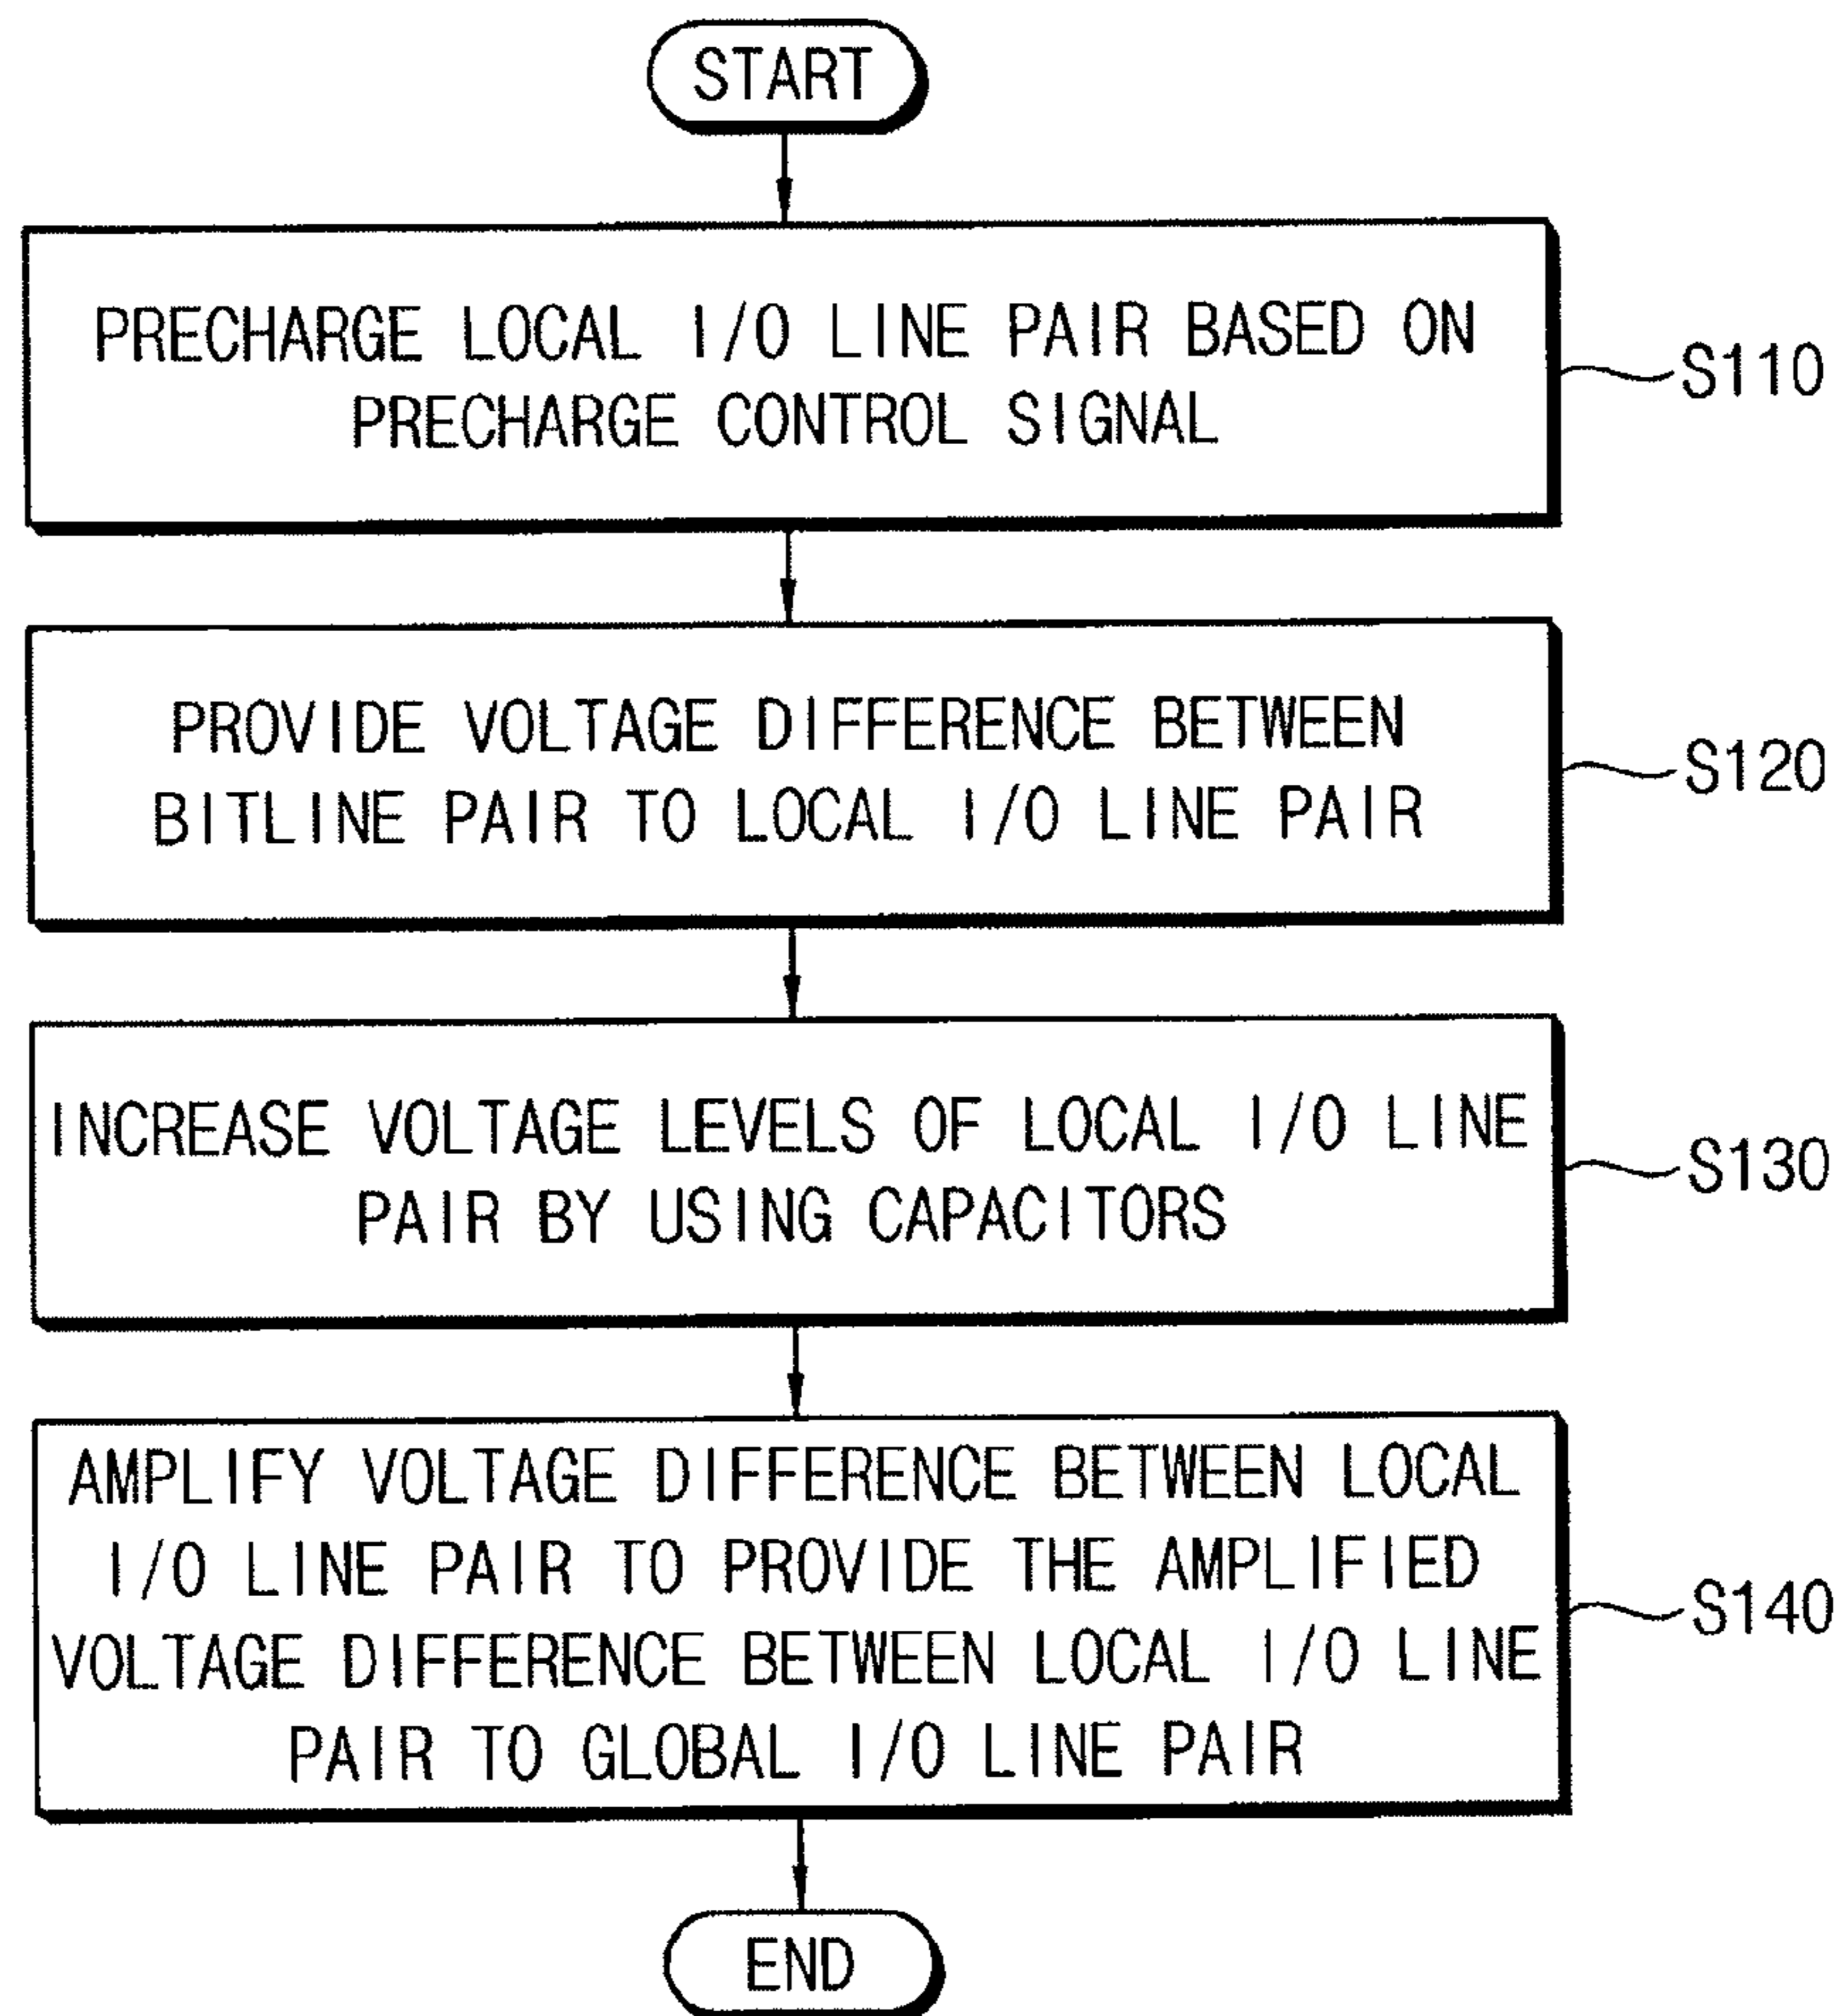 START
PRECHARGE LOCAL I/O LINE PAIR BASED ON
PRECHARGE CONTROL SIGNAL
S110
PROVIDE VOLTAGE DIFFERENCE BETWEEN
BITLINE PAIR TO LOCAL I/O LINE PAIR
S120
INCREASE VOLTAGE LEVELS OF LOCAL I/O LINE
PAIR BY USING CAPACITORS
S130
AMPLIFY VOLTAGE DIFFERENCE BETWEEN LOCAL
I/O LINE PAIR TO PROVIDE THE AMPLIFIED
VOLTAGE DIFFERENCE BETWEEN LOCAL I/O LINE
PAIR TO GLOBAL I/O LINE PAIR
S140
END